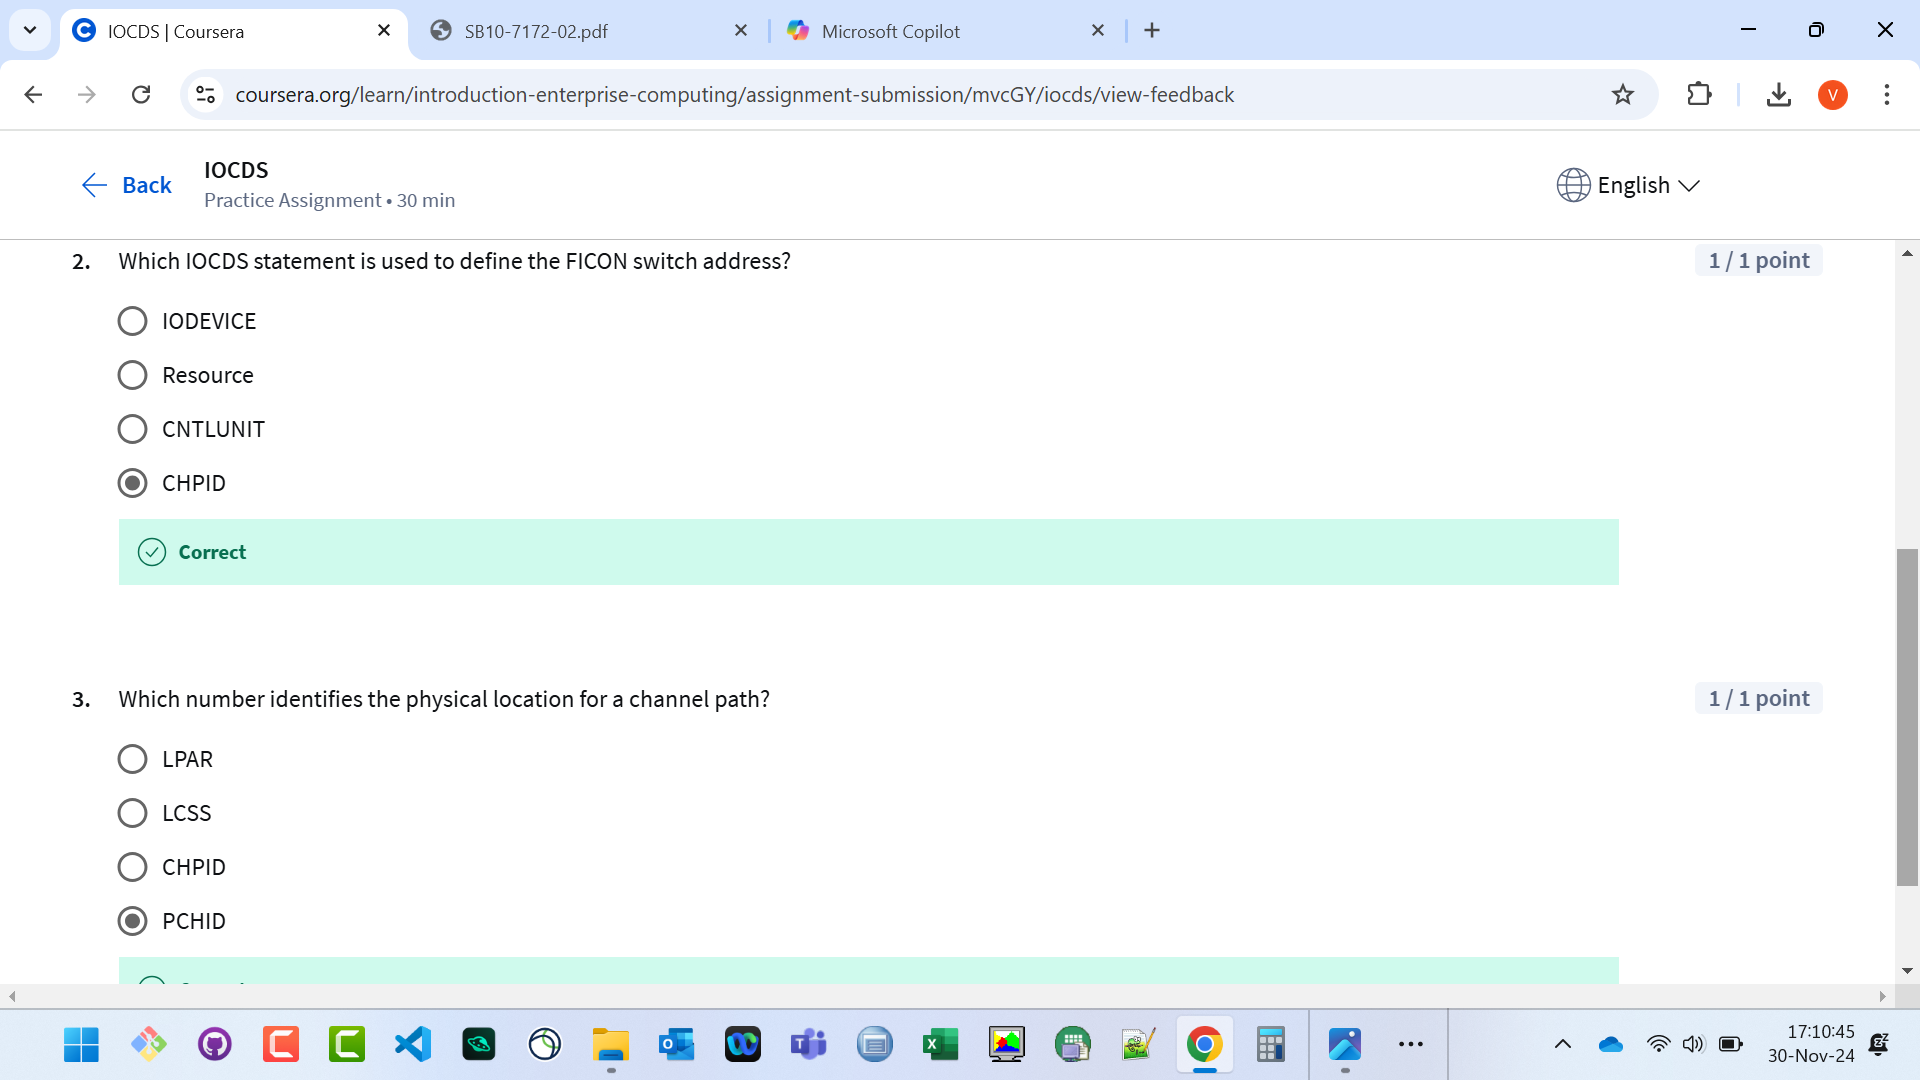 IOCDS | Coursera
SB10-7172-02.pdf
Microsoft Copilot
coursera.org/learn/introduction-enterprise-computing/assignment-submission/mvcGY/iocds/view-feedback
V
Back
IOCDS
Practice Assignment • 30 min
English
2. Which IOCDS statement is used to define the FICON switch address?
1 / 1 point
IODEVICE
Resource
CNTLUNIT
CHPID
Correct
3. Which number identifies the physical location for a channel path?
1 / 1 point
LPAR
LCSS
CHPID
PCHID
17:10:45
30-Nov-24